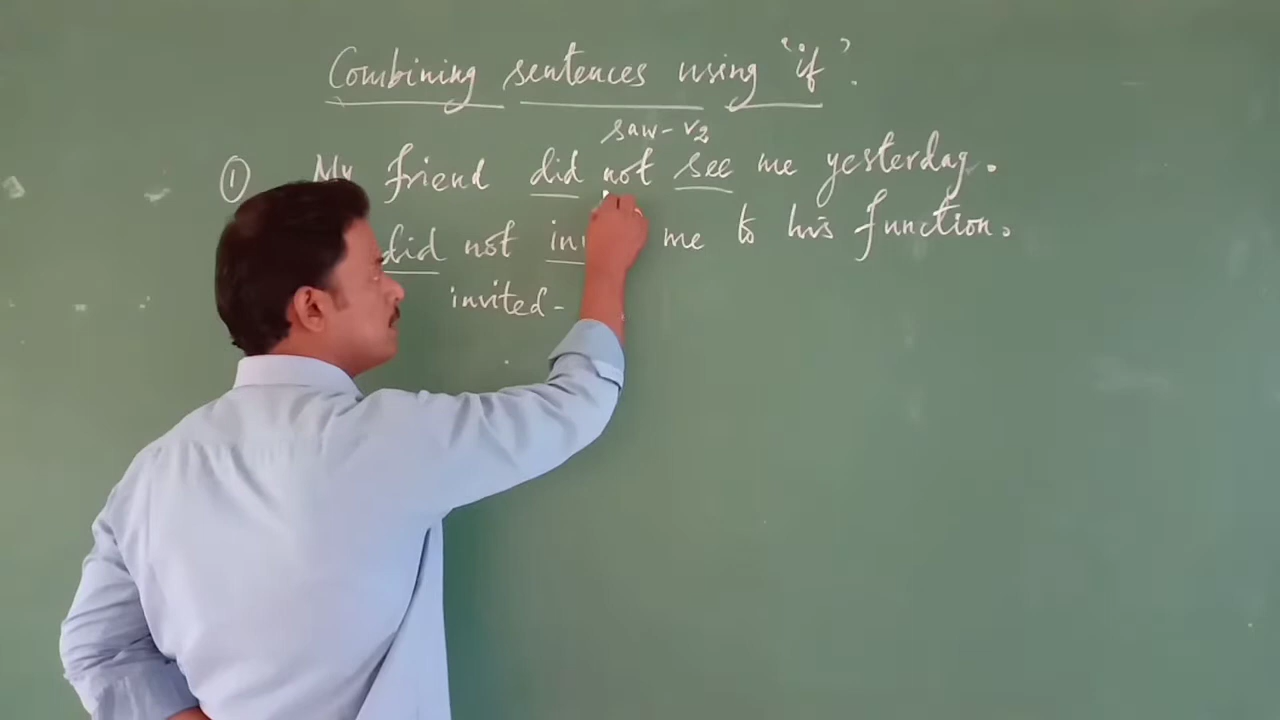 Combining sentences using 'if'.
saw - V2
① My friend did not see me yesterday.
did not me to his function.
invited -